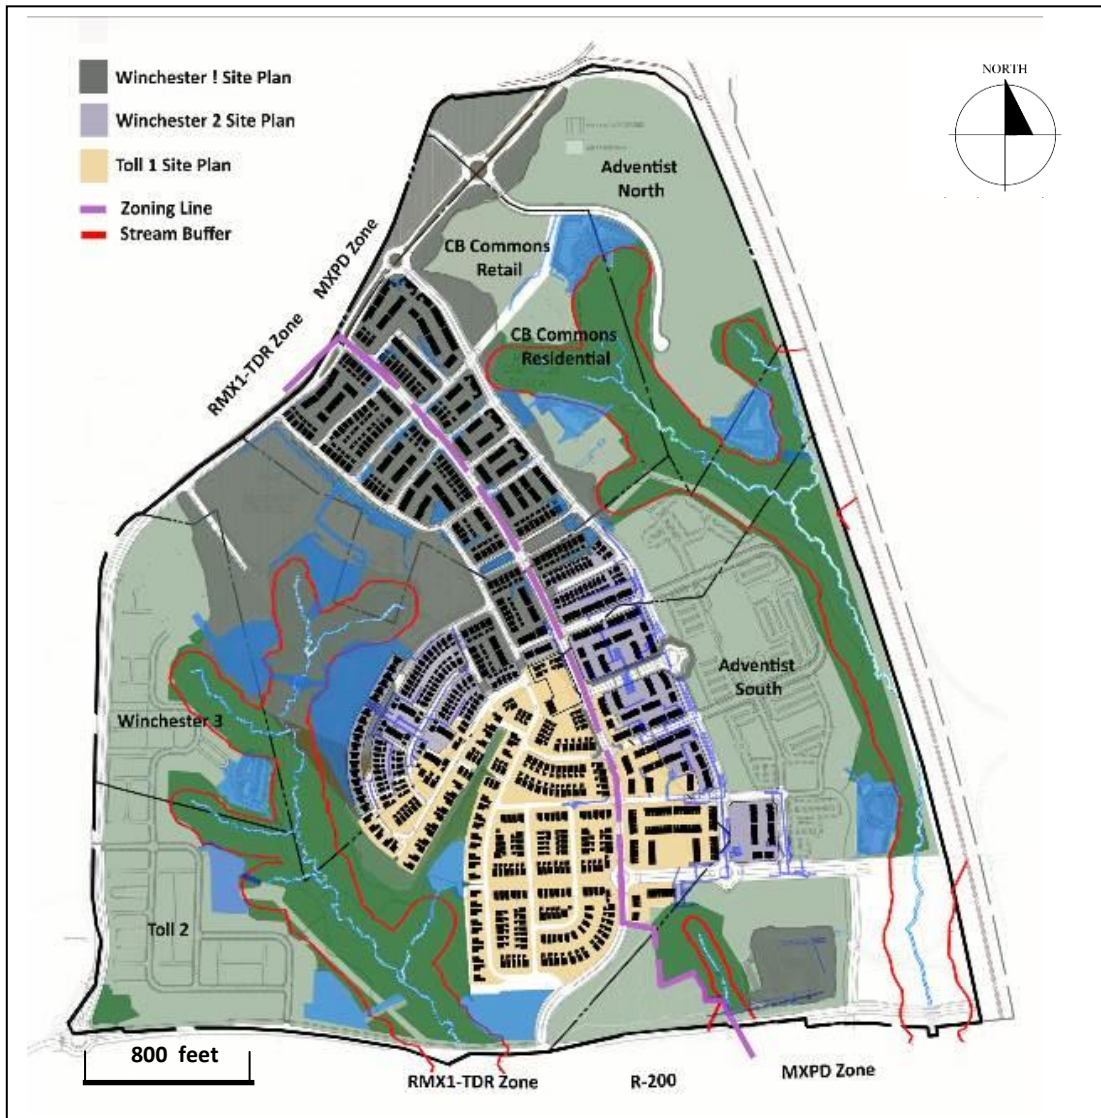 NORTH
Winchester ! Site Plan
Winchester 2 Site Plan
Toll 1 Site Plan
Zoning Line
Stream Buffer
Adventist
North
MXPD Zone
CB Commons
Retail
RMX1-TDR Zone
CB Commons
Residential
Adventist
South
Winchester 3
Toll 2
800 feet
RMX1-TDR Zone
R-200
MXPD Zone